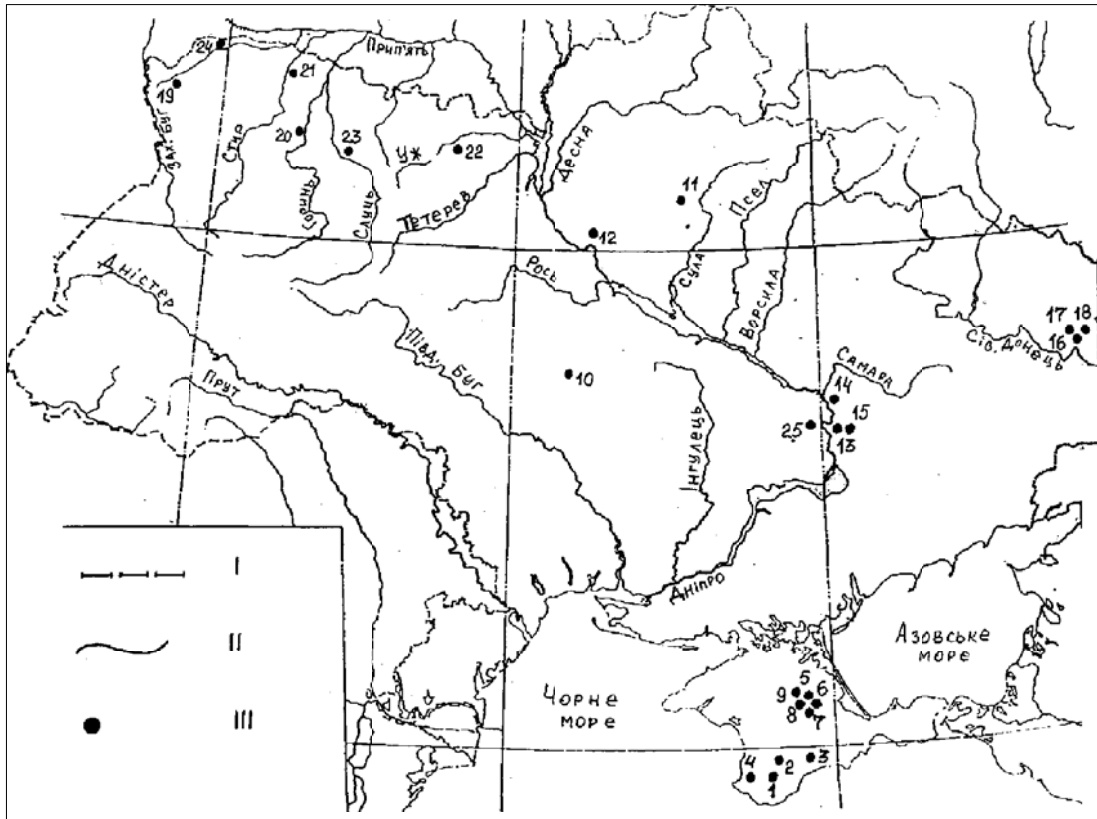 24
Прип'ять
21
19
20
23
Зах. Буг
Стир
Уж
22
Горинь
Случ
Тетерев
Десна
11
12
Сула
Псел
Ворсила
Дністер
Рось
17 18
16
Сів. Донець
Півд. Буг
10
Прут
Самара
14
15
25
13
Інгулець
Дніпро
Азовське
море
Чорне
море
5
9
6
8
7
4
2
3
1
I
II
III